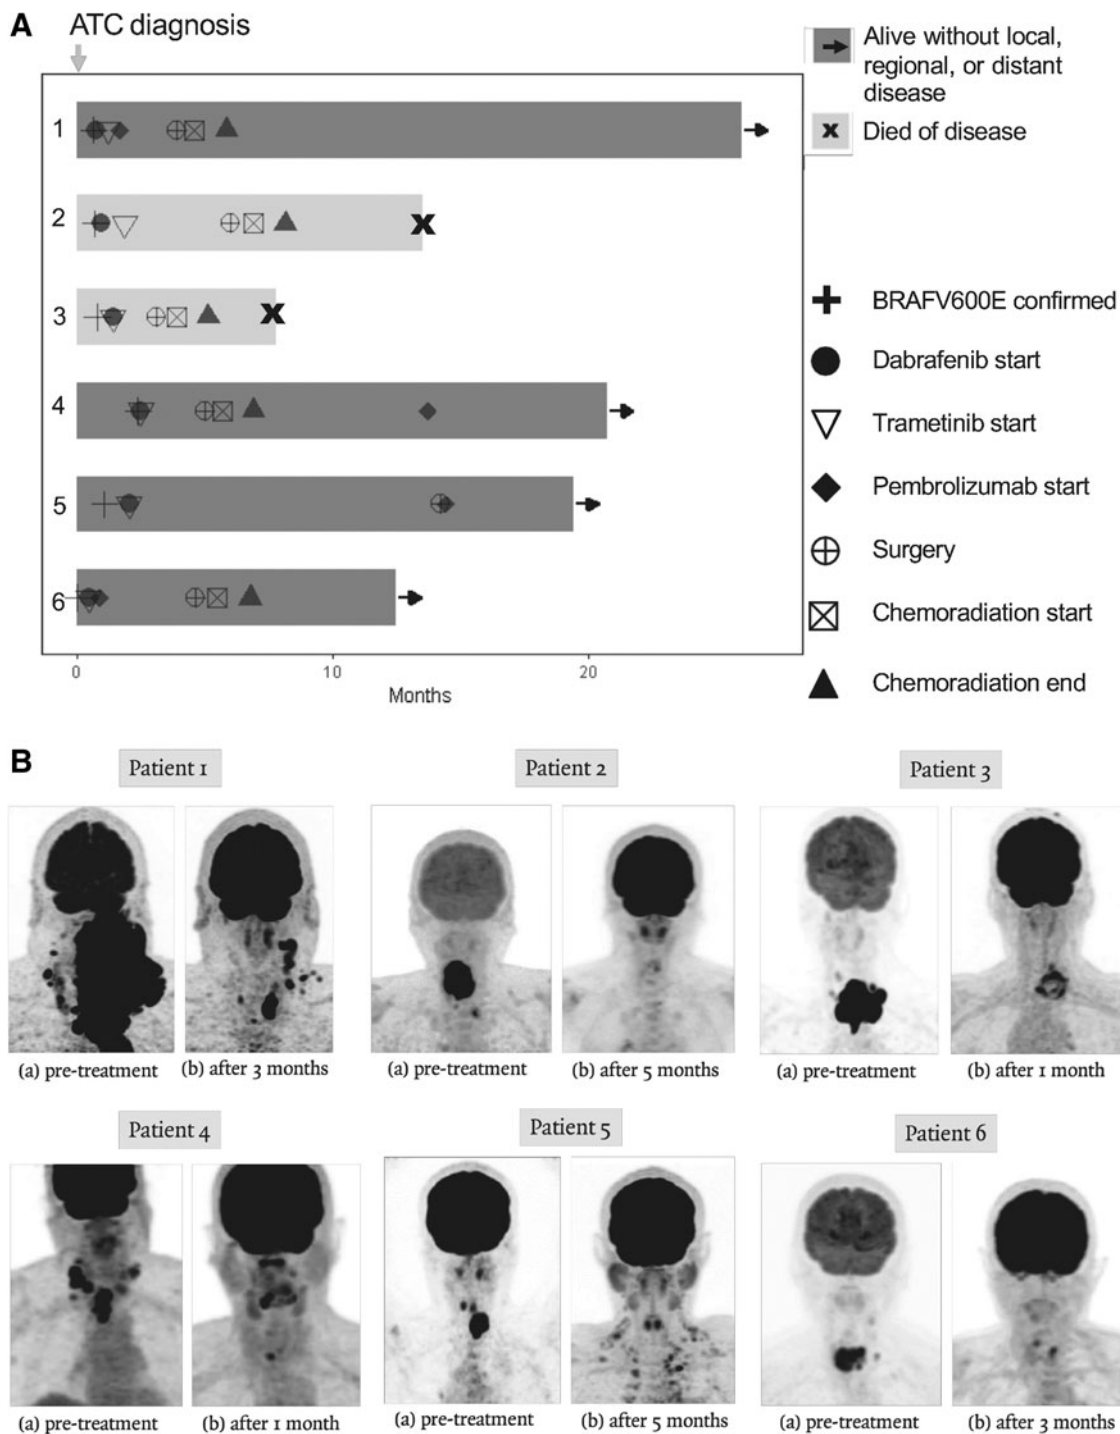 A
ATC diagnosis
Alive without local,
regional, or distant
disease
Died of disease
1
2
3
4
5
6
BRAFV600E confirmed
Dabrafenib start
Trametinib start
Pembrolizumab start
Surgery
Chemoradiation start
Chemoradiation end
0 10 20
Months
B
Patient 1 Patient 2 Patient 3
(a) pre-treatment (b) after 3 months (a) pre-treatment (b) after 5 months (a) pre-treatment (b) after 1 month
Patient 4 Patient 5 Patient 6
(a) pre-treatment (b) after 1 month (a) pre-treatment (b) after 5 months (a) pre-treatment (b) after 3 months